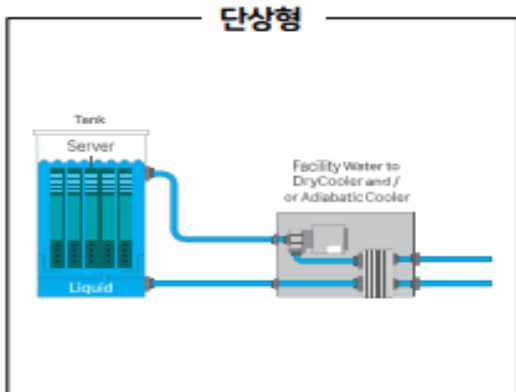 단상형
Tank
Server
Facility Water to
DryCooler and /
or Adiabatic Cooler
Liquid